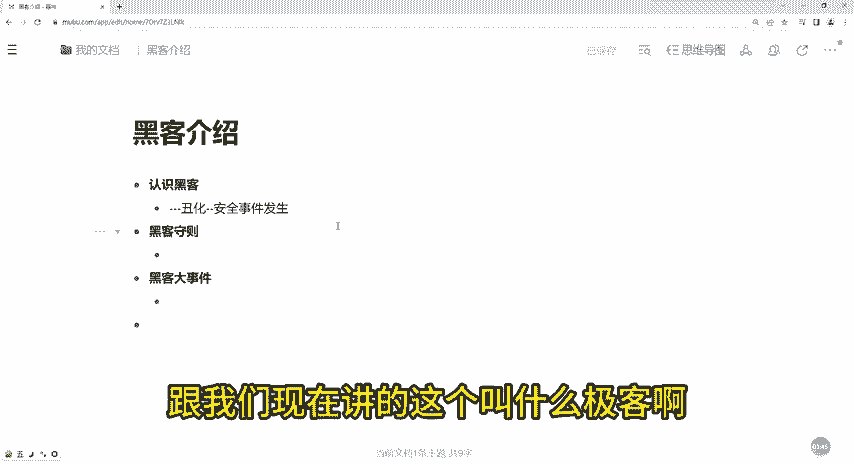 黑客介绍 - 幕布
mubu.com/app/edit/home/
我的文档 | 黑客介绍
已保存
思维导图
黑客介绍
认识黑客
---丑化--安全事件发生
黑客守则
黑客大事件
跟我们现在讲的这个叫什么极客啊
当前文档1条主题 共9字
01:45
五